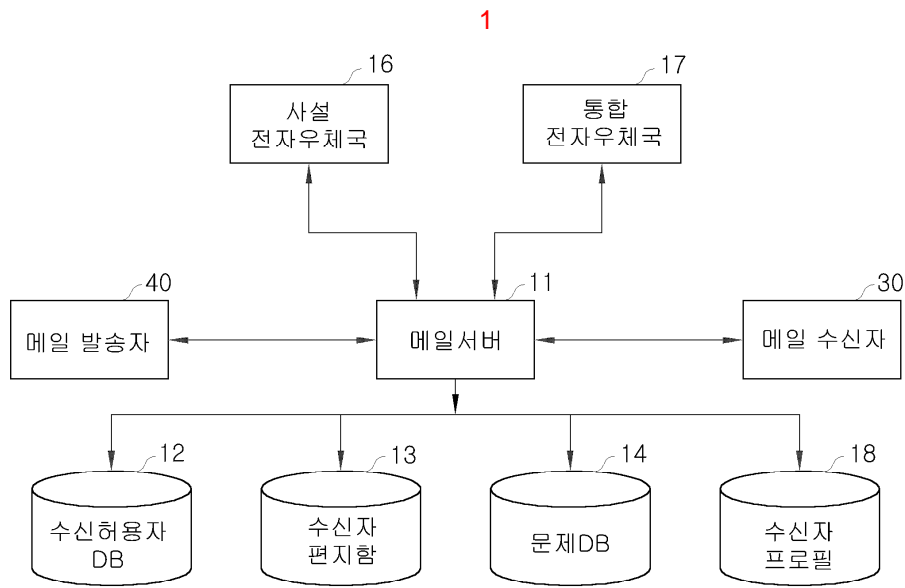 1
16
17
사설
전자우체국
통합
전자우체국
40
11
30
메일 발송자
메일서버
메일 수신자
12
13
14
18
수신허용자
DB
수신자
편지함
문제DB
수신자
프로필